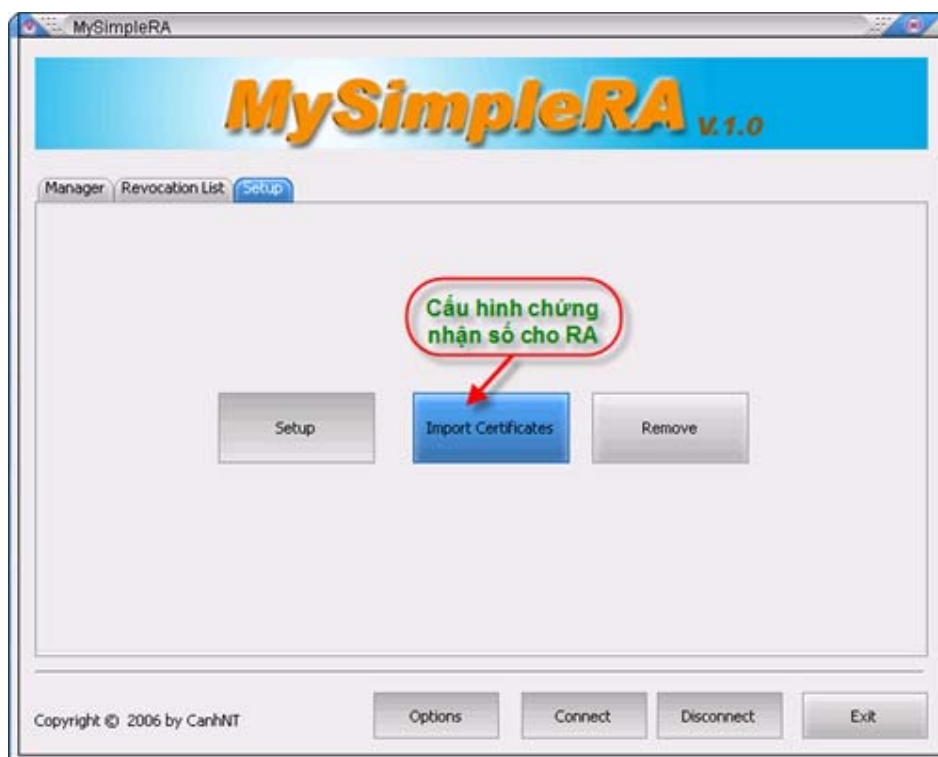 MySimpleRA
MySimpleRA V.1.0
Manager Revocation List Setup
Cấu hình chứng
nhận số cho RA
Setup Import Certificates Remove
Copyright © 2006 by CanhNT Options Connect Disconnect Exit